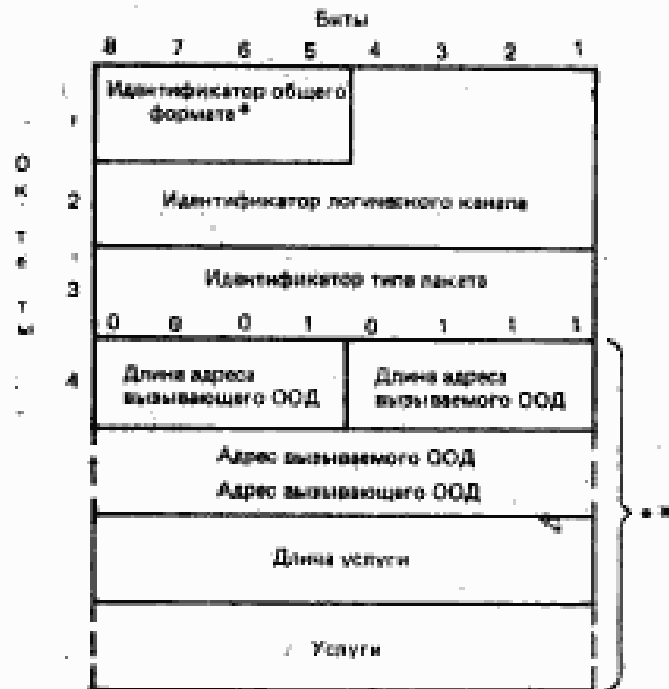 Биты
8 7 6 5 4 3 2 1
Идентификатор общего
формата*
1
Октеты
2
Идентификатор логического канала
3
Идентификатор типа пакета
0 0 0 1 0 1 1 1
4
Длина адреса
вызывающего ООД
Длина адреса
вызываемого ООД
Адрес вызываемого ООД
Адрес вызывающего ООД
**
Длина услуги
Услуги